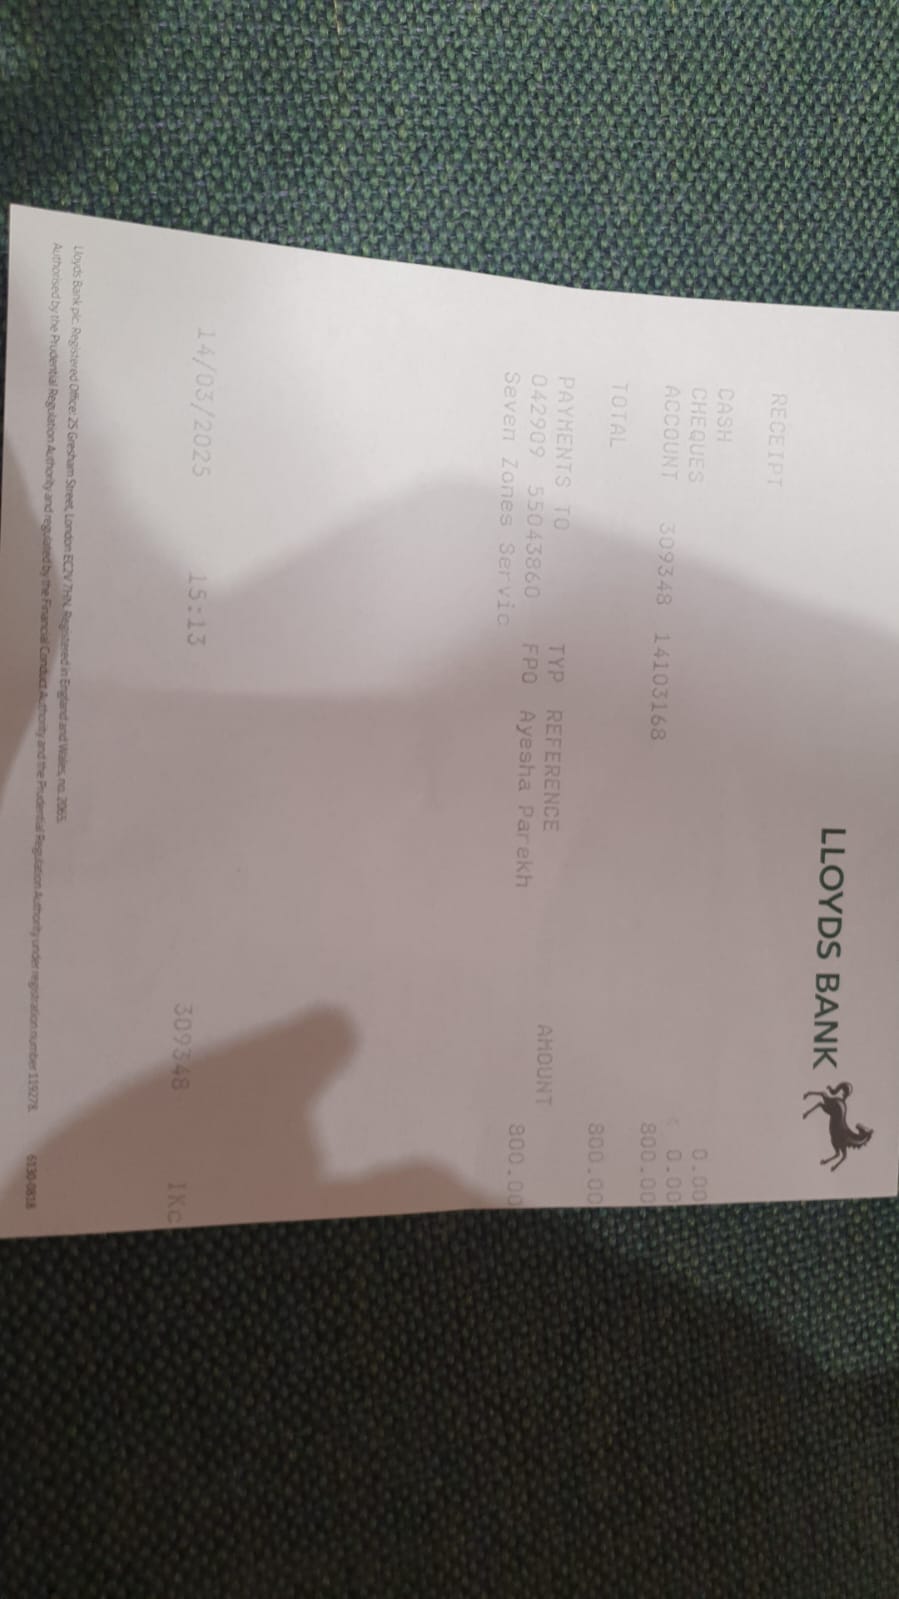 LLOYDS BANK
RECEIPT
CASH 0.00
CHEQUES 0.00
ACCOUNT 309348 14103168 800.00
TOTAL 800.00
PAYMENTS TO TYP REFERENCE AMOUNT
042909 55043860 FPO Ayesha Parekh 800.00
Seven Zones Servic
14/03/2025 15:13 309348 1Kc
Lloyds Bank plc. Registered Office: 25 Gresham Street, London EC2V 7HN. Registered in England and Wales, no. 2065.
Authorised by the Prudential Regulation Authority and regulated by the Financial Conduct Authority and the Prudential Regulation Authority under registration number 119278. 6130-0818